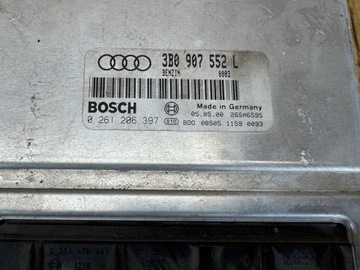 3B0 907 552 L
BENZIN 0003
BOSCH
Made in Germany
05.05.00 26SA6595
0 261 206 397 800 00505 1159 0093